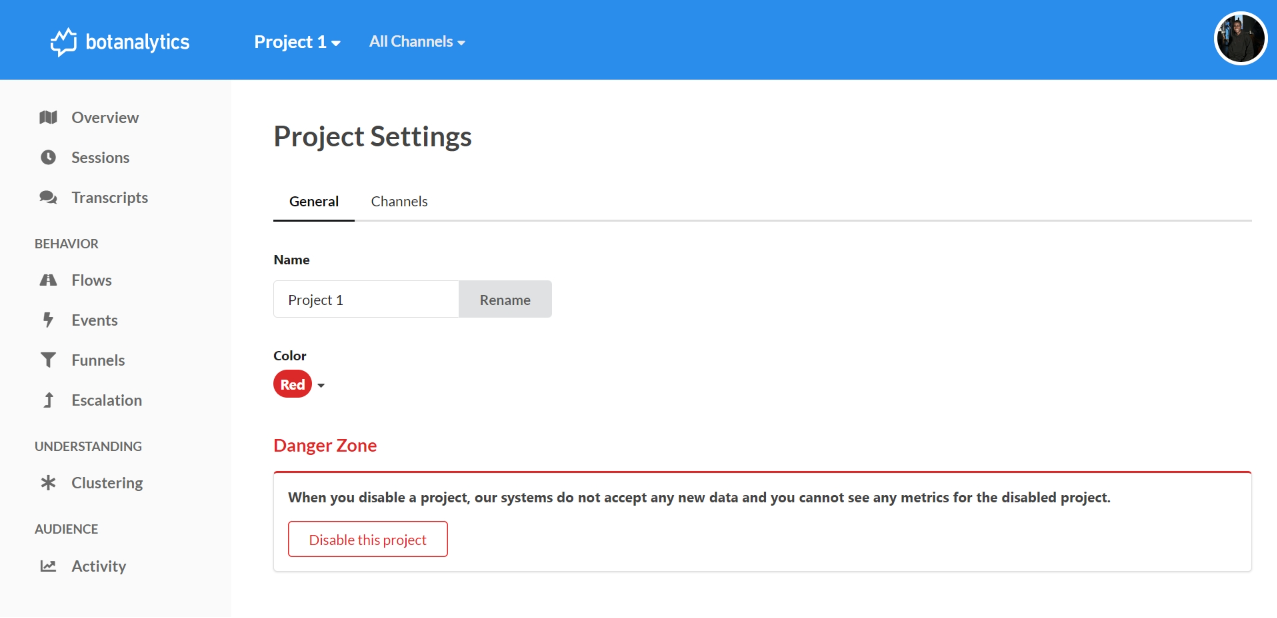 botanalytics
Project 1
All Channels
Overview
Sessions
Transcripts
BEHAVIOR
Flows
Events
Funnels
Escalation
UNDERSTANDING
Clustering
AUDIENCE
Activity
Project Settings
General Channels
Name
Project 1 Rename
Color
Red
Danger Zone
When you disable a project, our systems do not accept any new data and you cannot see any metrics for the disabled project.
Disable this project